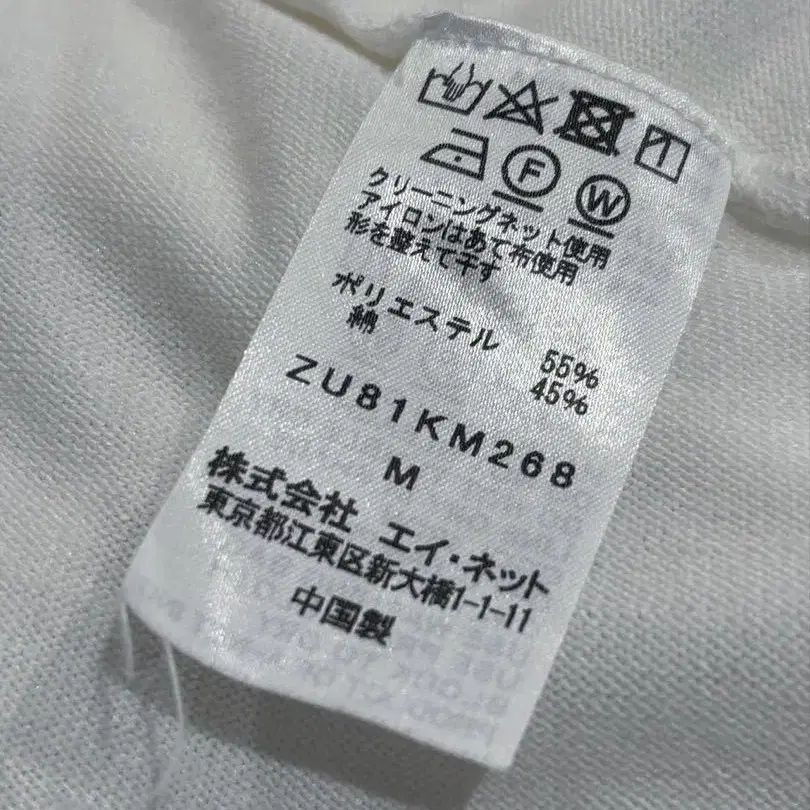 F W
クリーニングネット使用
アイロンはあて布使用
形を整えて干す
ポリエステル 55%
綿 45%
ZU81KM268
M
株式会社 エイ・ネット
東京都江東区新大橋1-1-11
中国製